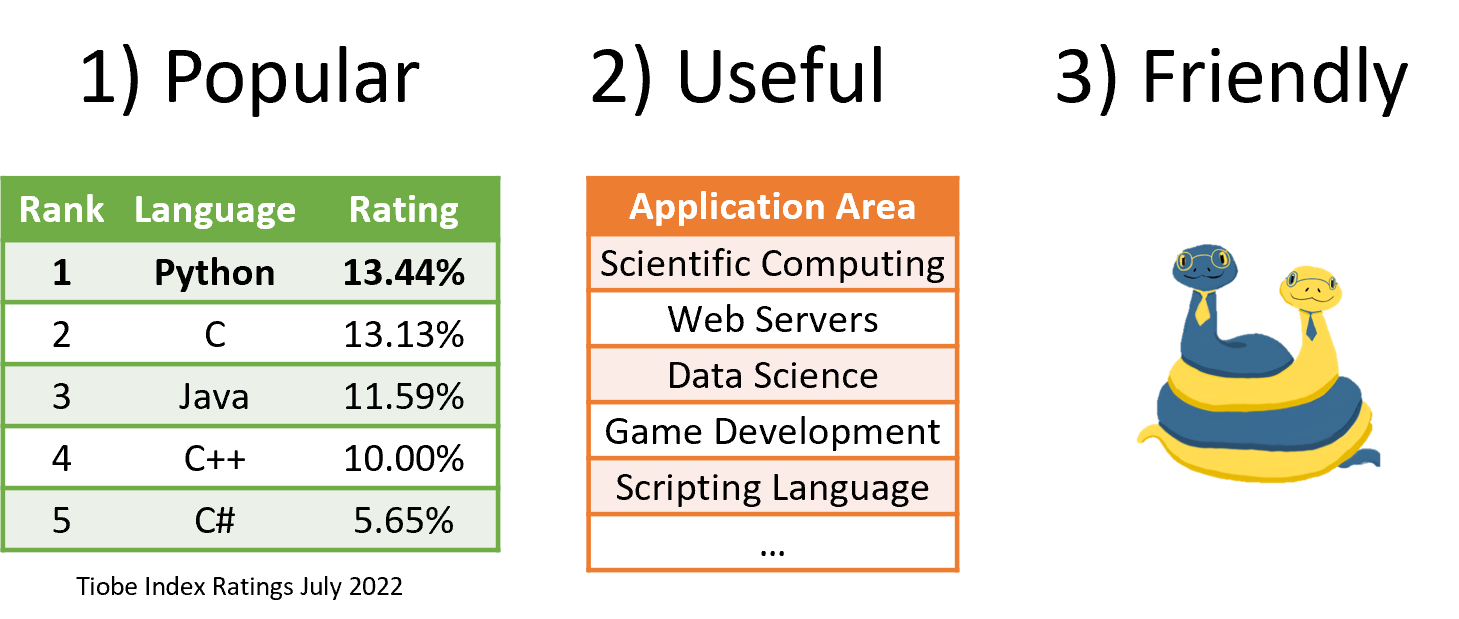 1) Popular
2) Useful
3) Friendly
Rank Language Rating
1 Python 13.44%
2 C 13.13%
3 Java 11.59%
4 C++ 10.00%
5 C# 5.65%
Tiobe Index Ratings July 2022
Application Area
Scientific Computing
Web Servers
Data Science
Game Development
Scripting Language
...